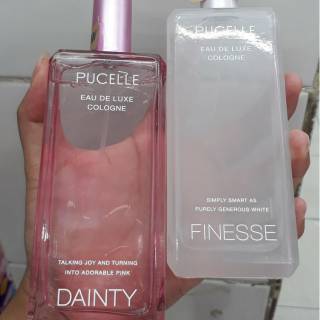 PUCELLE
EAU DE LUXE
COLOGNE
TALKING JOY AND TURNING
INTO ADORABLE PINK
DAINTY
PUCELLE
EAU DE LUXE
COLOGNE
SIMPLY SMART AS
PURELY GENEROUS WHITE
FINESSE